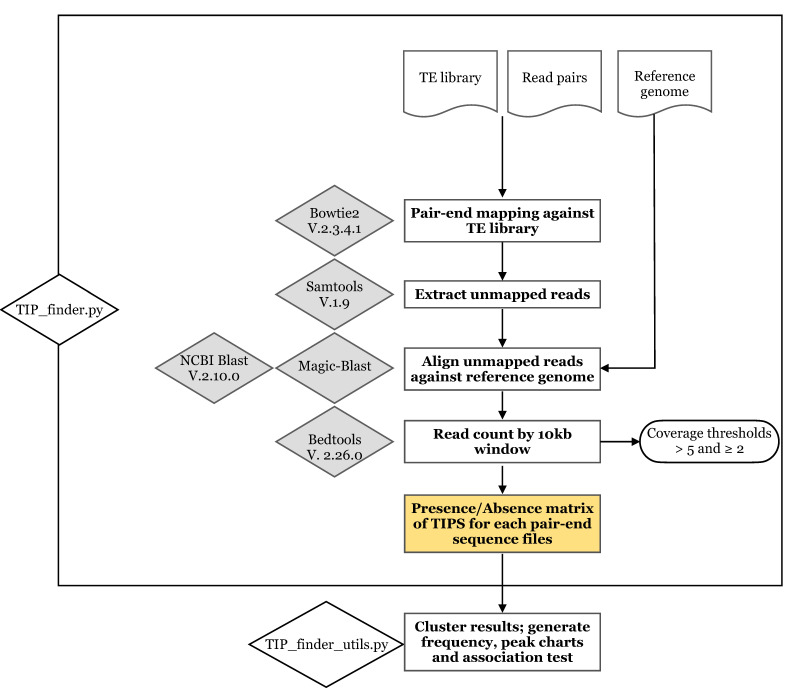 TE library
Read pairs
Reference
genome
Bowtie2
V.2.3.4.1
Pair-end mapping against
TE library
Samtools
V.1.9
Extract unmapped reads
TIP_finder.py
NCBI Blast
V.2.10.0
Magic-Blast
Align unmapped reads
against reference genome
Bedtools
V. 2.26.0
Read count by 10kb
window
Coverage thresholds
> 5 and ≥ 2
Presence/Absence matrix
of TIPS for each pair-end
sequence files
TIP_finder_utils.py
Cluster results; generate
frequency, peak charts
and association test